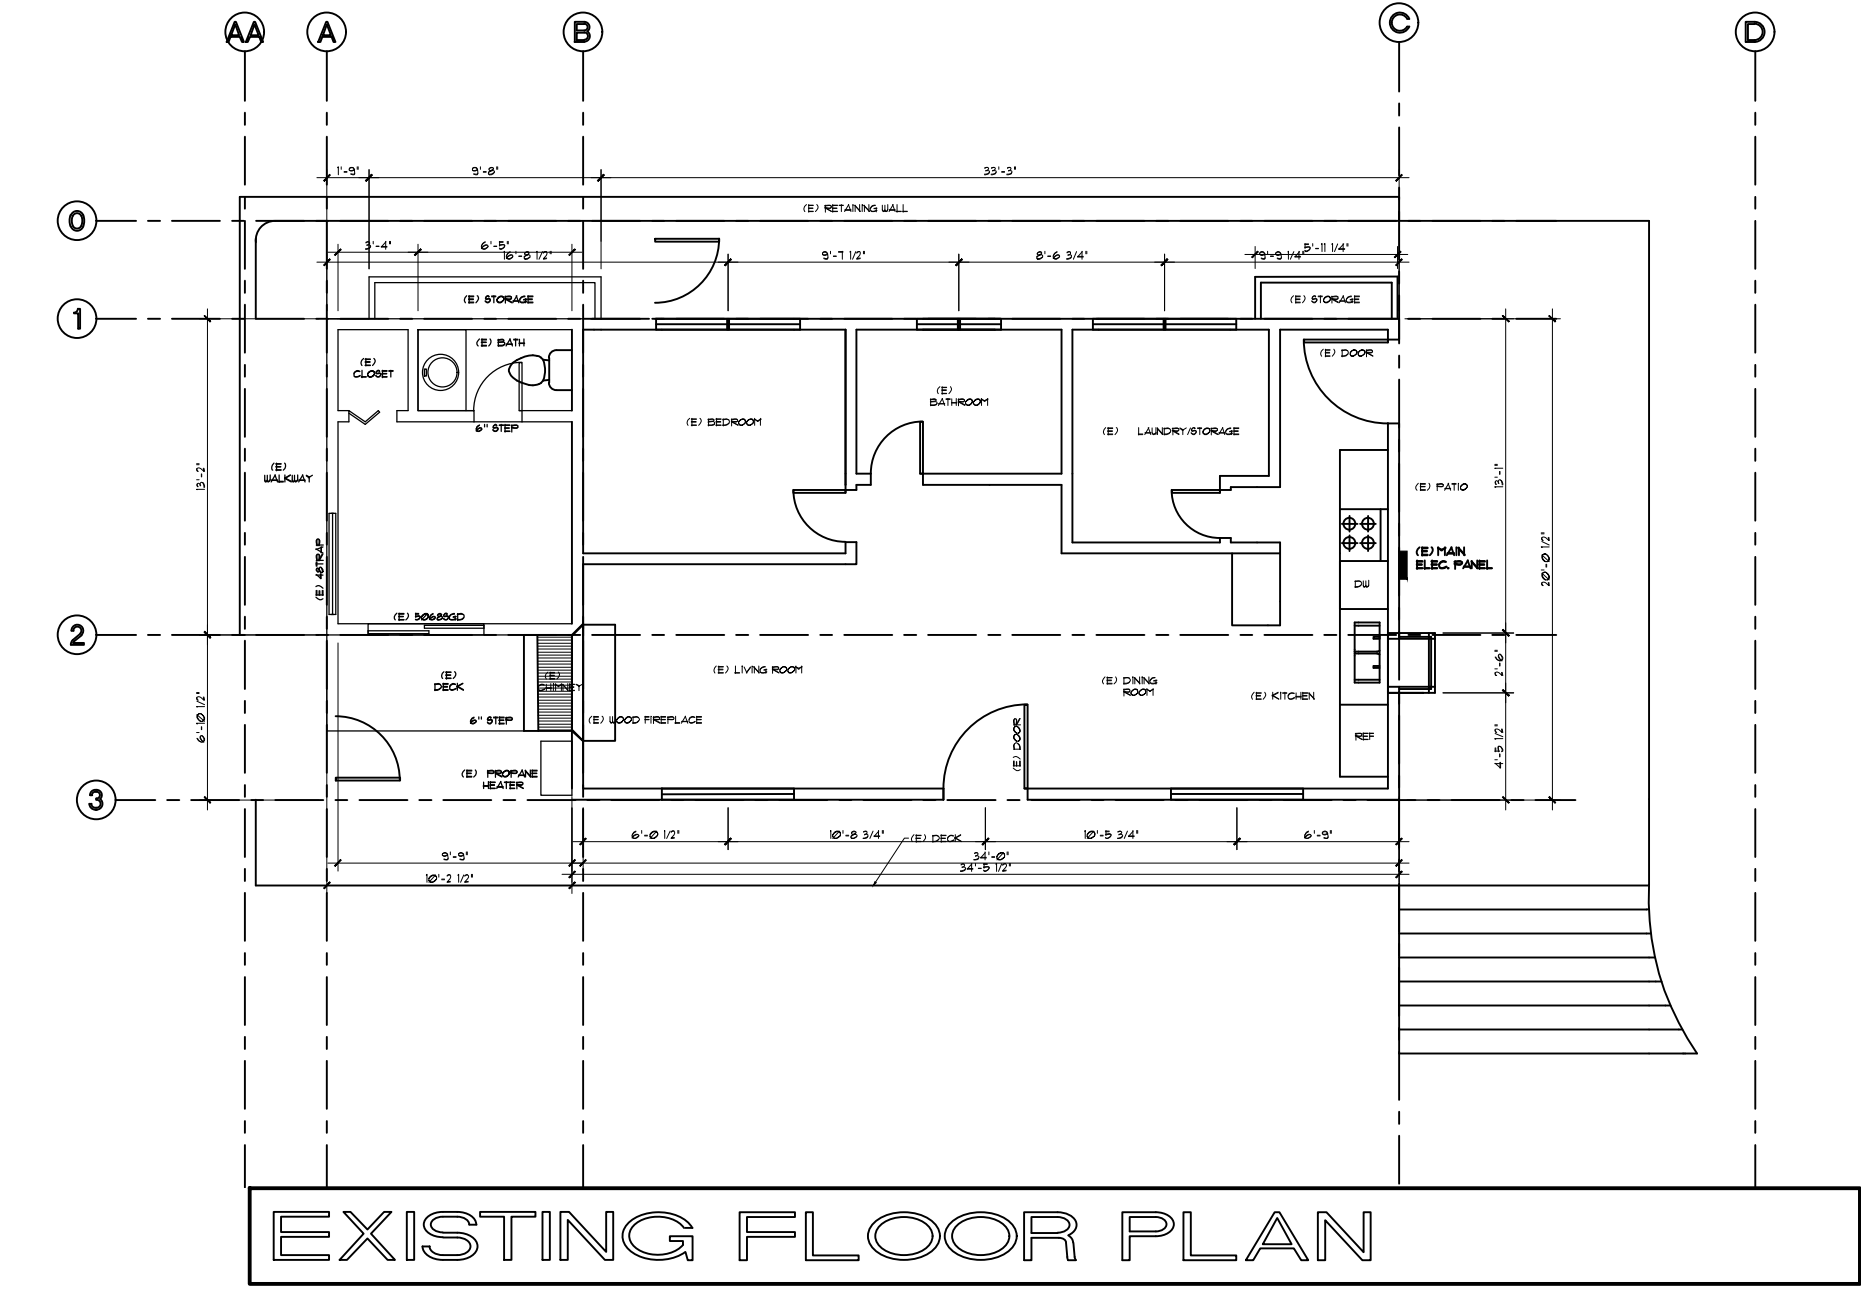 AA
A
B
C
D
1'-9"
9'-8"
33'-3"
(E) RETAINING WALL
0
3'-4"
6'-5"
16'-8 1/2"
9'-7 1/2"
8'-6 3/4"
5'-11 1/4"
9'-9 1/4"
(E) STORAGE
(E) STORAGE
1
(E)
CLOSET
(E) BATH
(E) DOOR
6" STEP
(E) BEDROOM
(E)
BATHROOM
(E) LAUNDRY/STORAGE
(E)
WALKWAY
13'-2"
13'-1"
20'-0 1/2"
(E) PATIO
(E) MAIN
ELEC. PANEL
DW
(E) 5068SGD
2
(E)
DECK
(E)
CHIMNEY
(E) LIVING ROOM
(E) DINING
ROOM
(E) KITCHEN
2'-6"
6'-10 1/2"
6" STEP
(E) WOOD FIREPLACE
(E) DOOR
REF
4'-5 1/2"
(E) PROPANE
HEATER
3
6'-0 1/2"
10'-8 3/4"
(E) DECK
10'-5 3/4"
6'-9"
9'-9"
34'-0"
34'-5 1/2"
10'-2 1/2"
EXISTING FLOOR PLAN